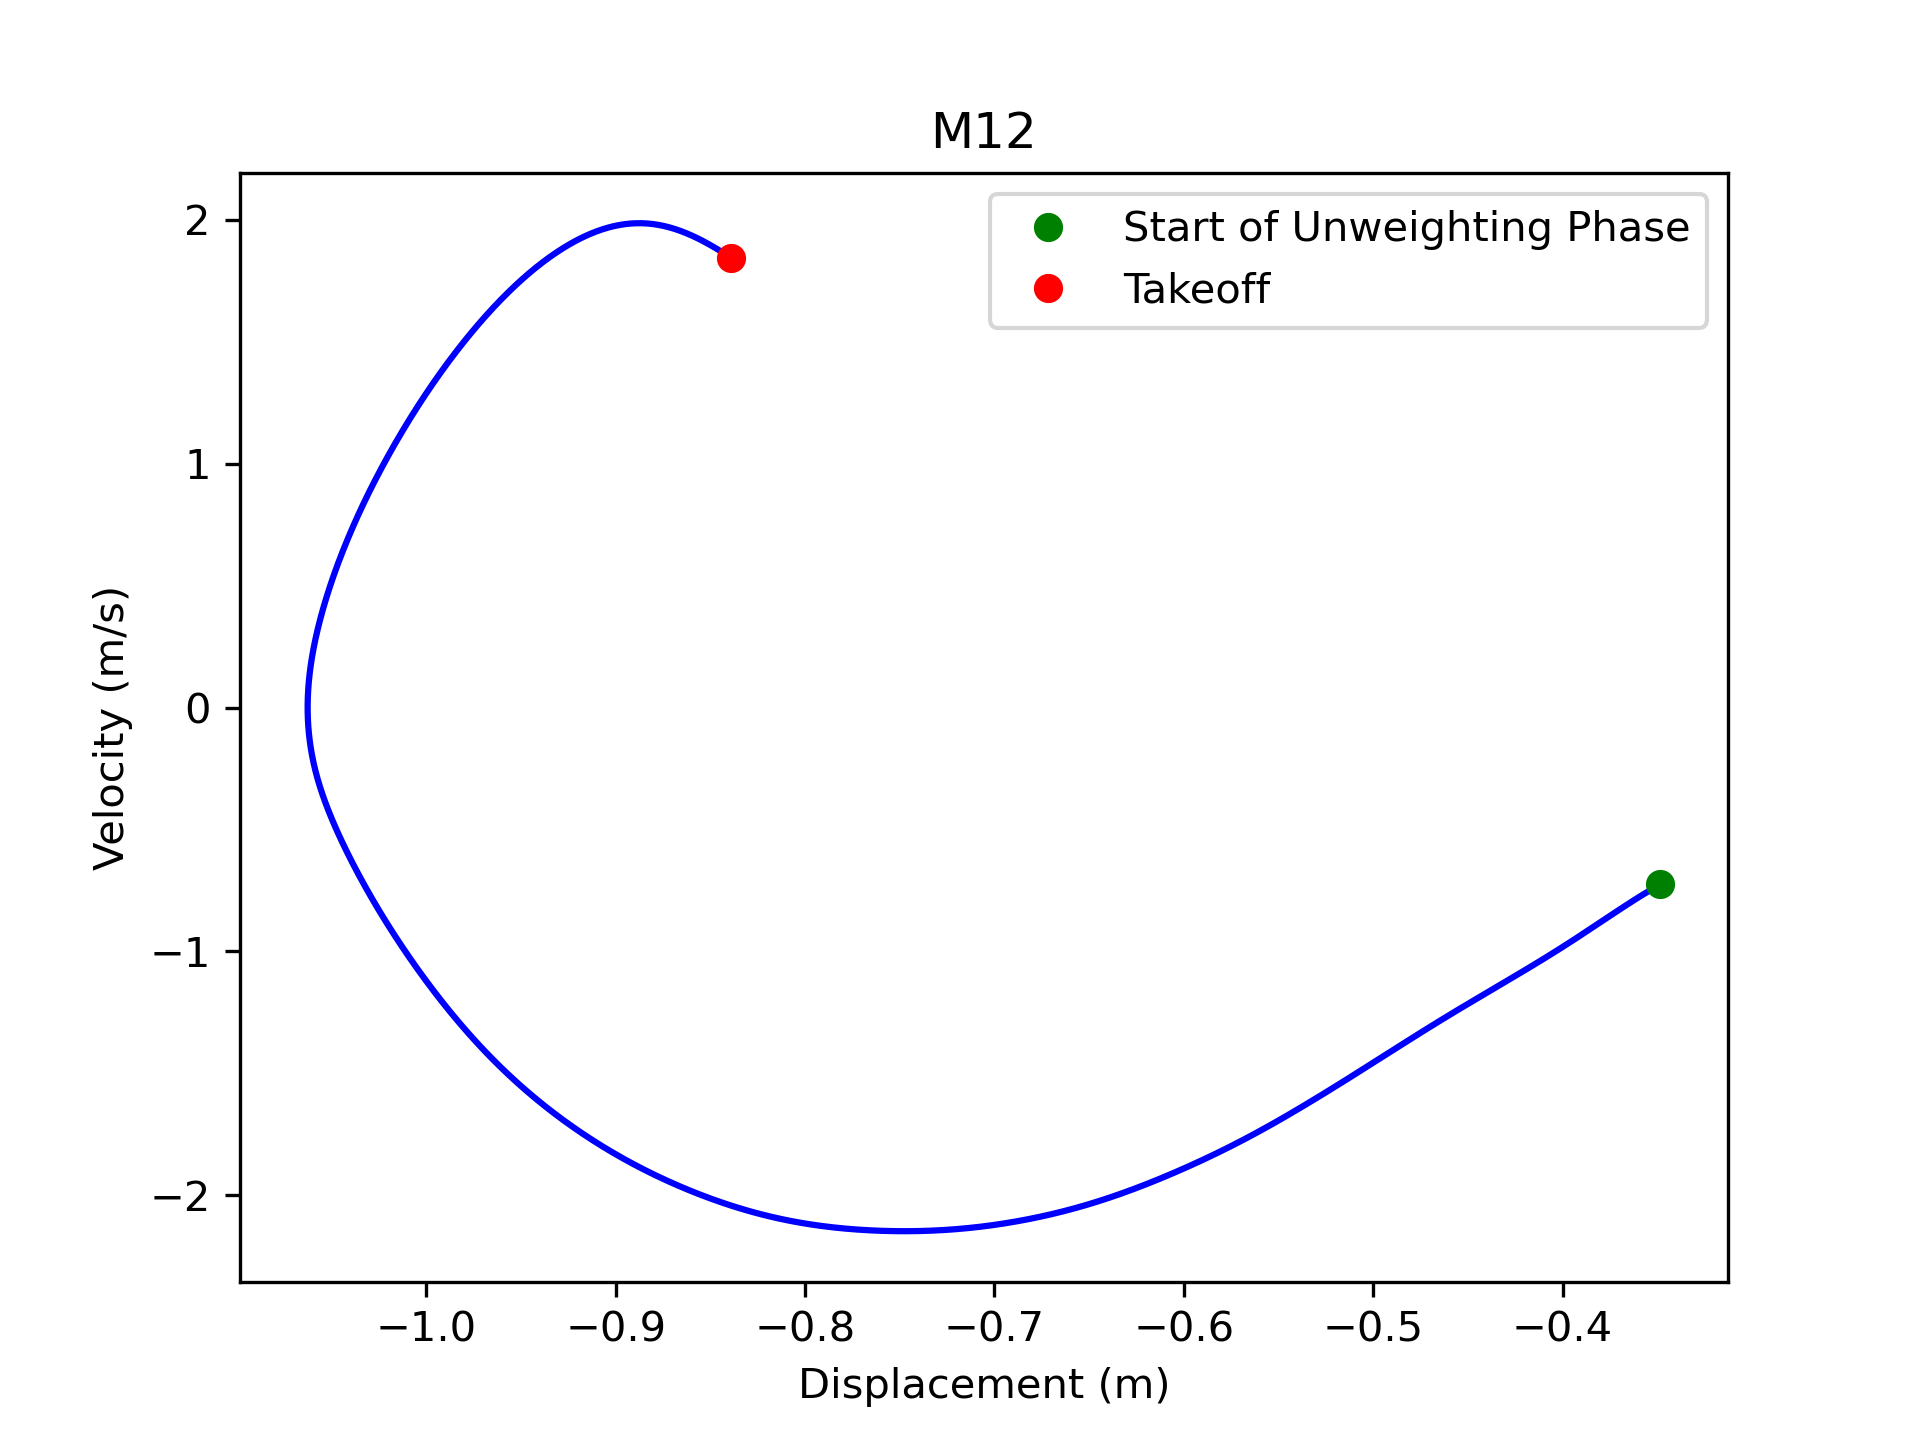 M12
Start of Unweighting Phase
Takeoff
2
1
0
−1
−2
Velocity (m/s)
−1.0 −0.9 −0.8 −0.7 −0.6 −0.5 −0.4
Displacement (m)